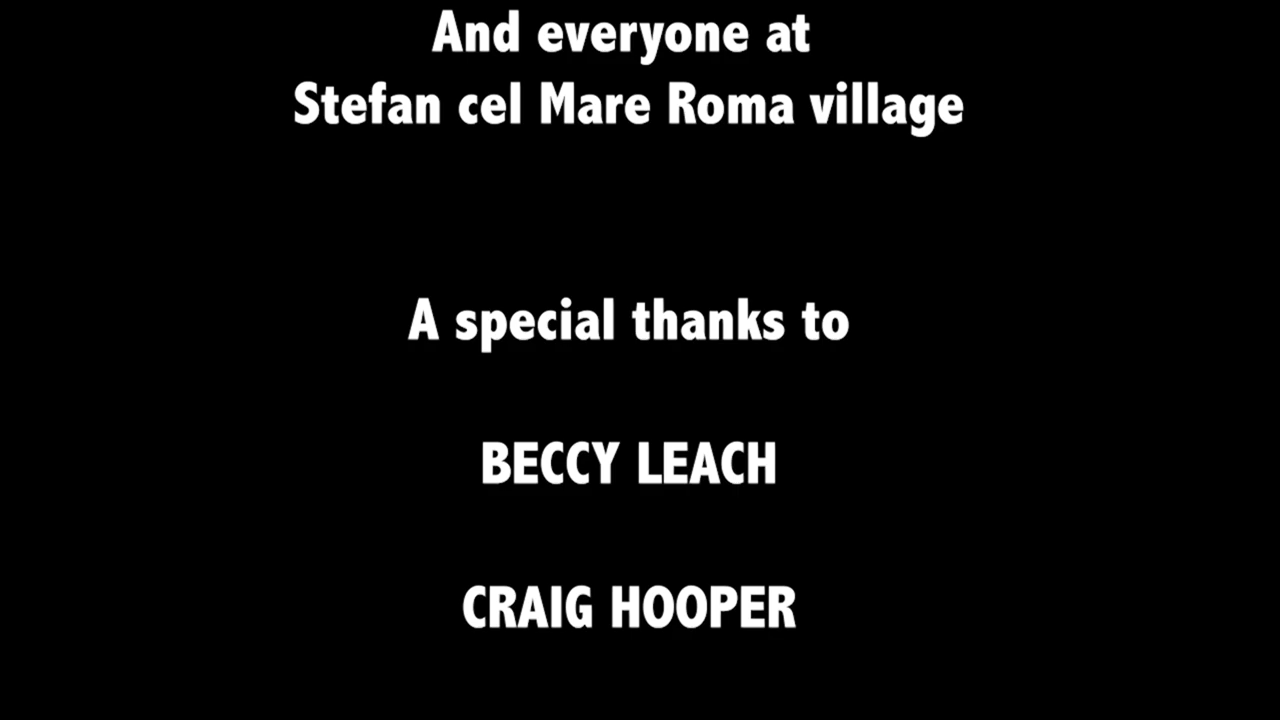 And everyone at
Stefan cel Mare Roma village
A special thanks to
BECCY LEACH
CRAIG HOOPER